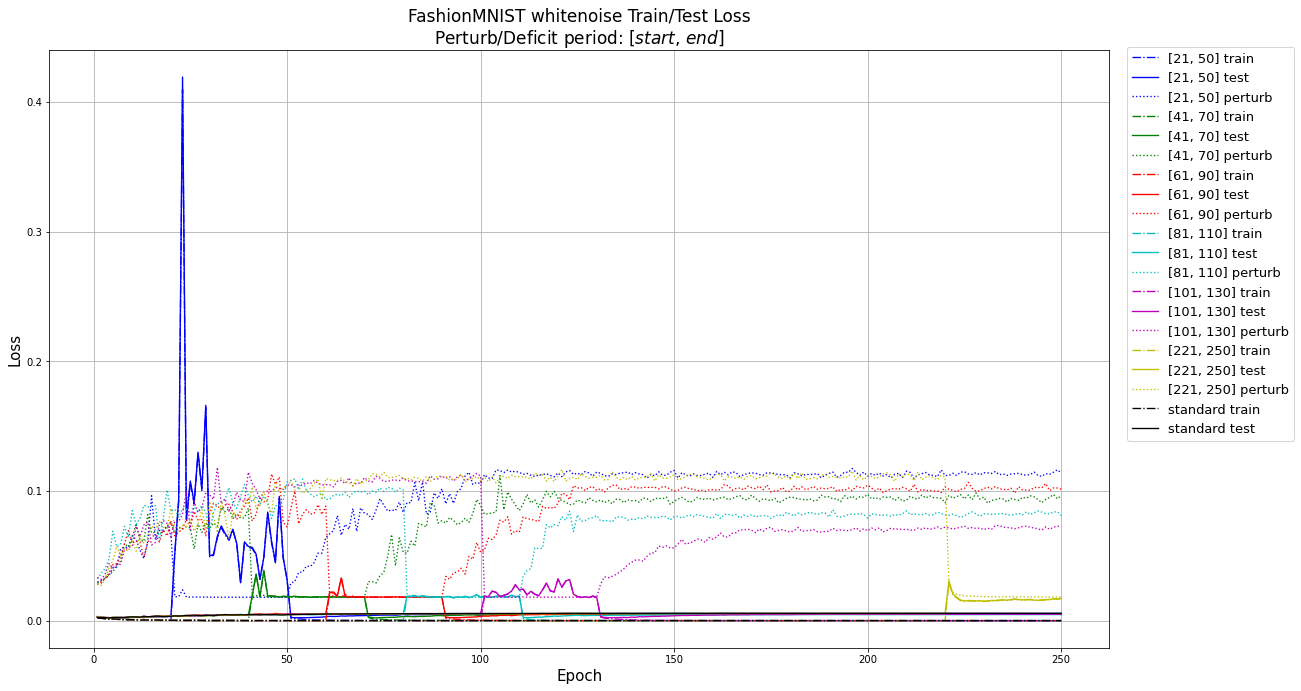 FashionMNIST whitenoise Train/Test Loss
Perturb/Deficit period: [start, end]
Loss
0.4
0.3
0.2
0.1
0.0
0
50
100
150
200
250
Epoch
[21, 50] train
[21, 50] test
[21, 50] perturb
[41, 70] train
[41, 70] test
[41, 70] perturb
[61, 90] train
[61, 90] test
[61, 90] perturb
[81, 110] train
[81, 110] test
[81, 110] perturb
[101, 130] train
[101, 130] test
[101, 130] perturb
[221, 250] train
[221, 250] test
[221, 250] perturb
standard train
standard test